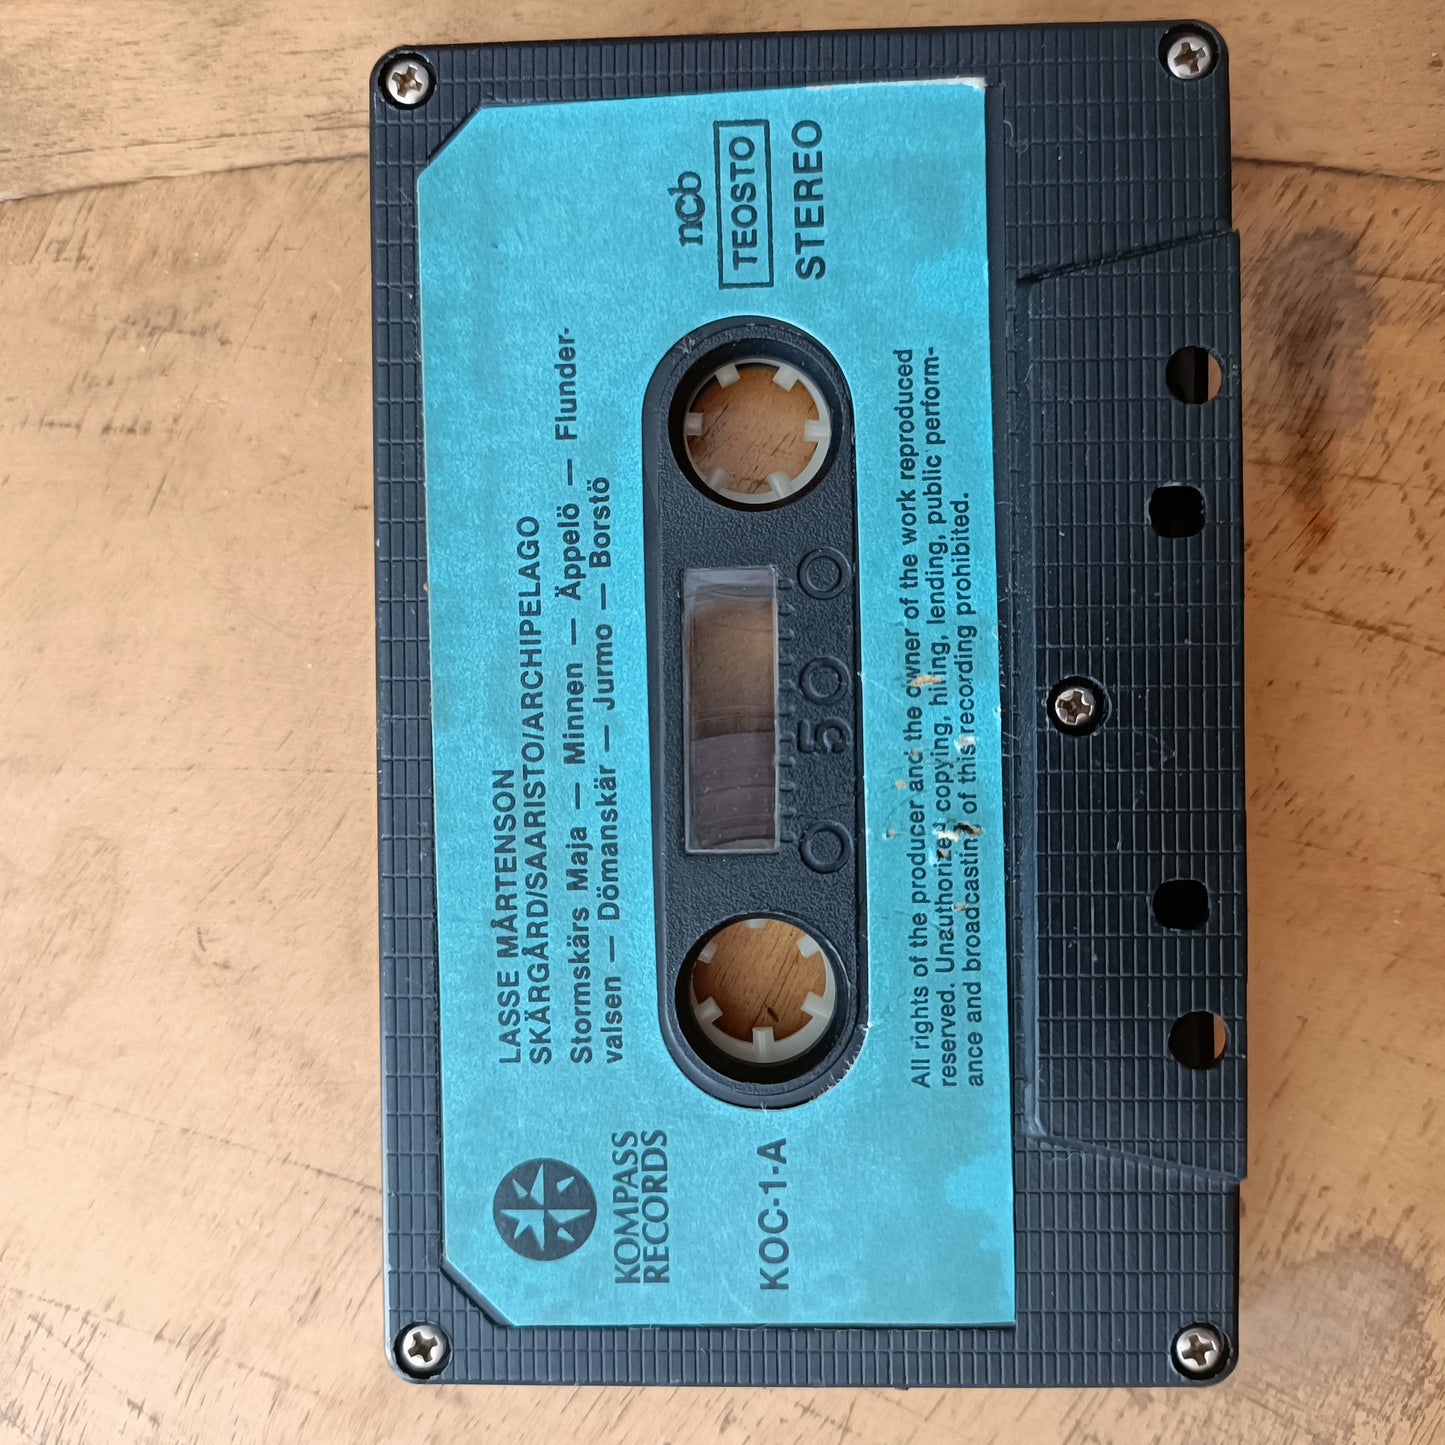 LASSE MÅRTENSON
SKÄRGÅRD/SAARISTO/ARCHIPELAGO
Stormskärs Maja — Minnen — Äppelö — Flunder-
valsen — Dömanskär — Jurmo — Borstö
KOMPASS
RECORDS
ncb
TEOSTO
STEREO
KOC-1-A
50
All rights of the producer and the owner of the work reproduced
reserved. Unauthorized copying, hiring, lending, public perform-
ance and broadcasting of this recording prohibited.